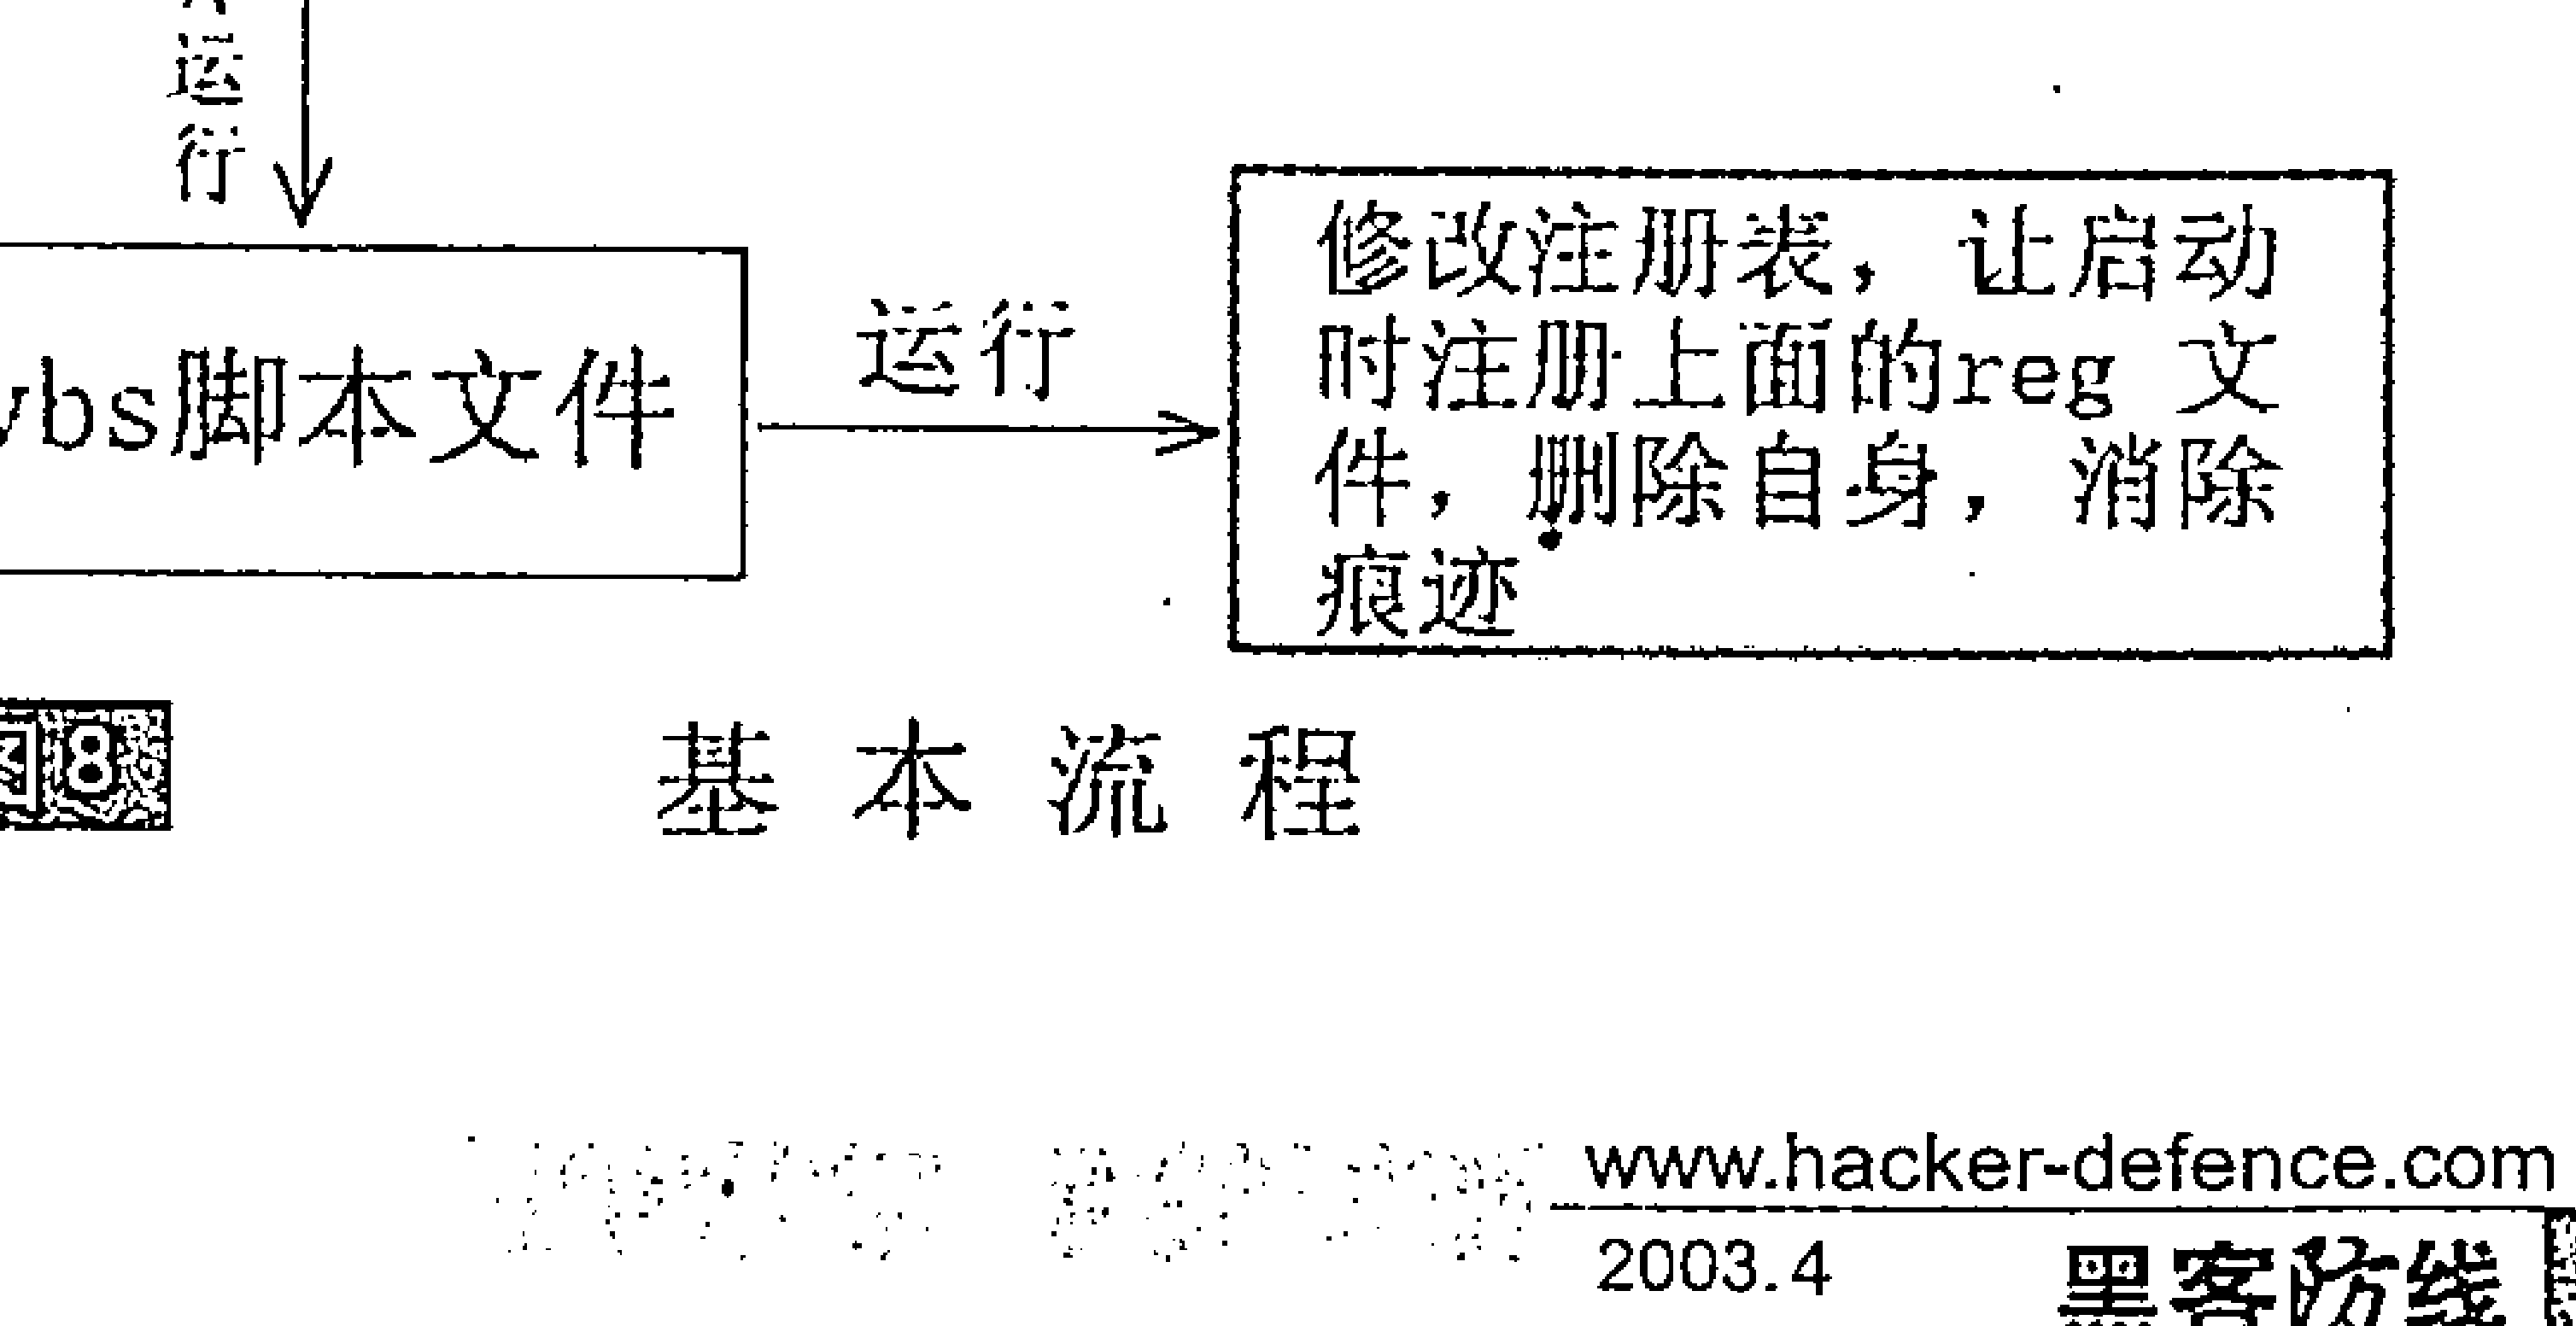 运
行
vbs脚本文件
运行
修改注册表，让启动
时注册上面的reg 文
件，删除自身，消除
痕迹
图8
基本流程
www.hacker-defence.com
2003.4
黑客防线